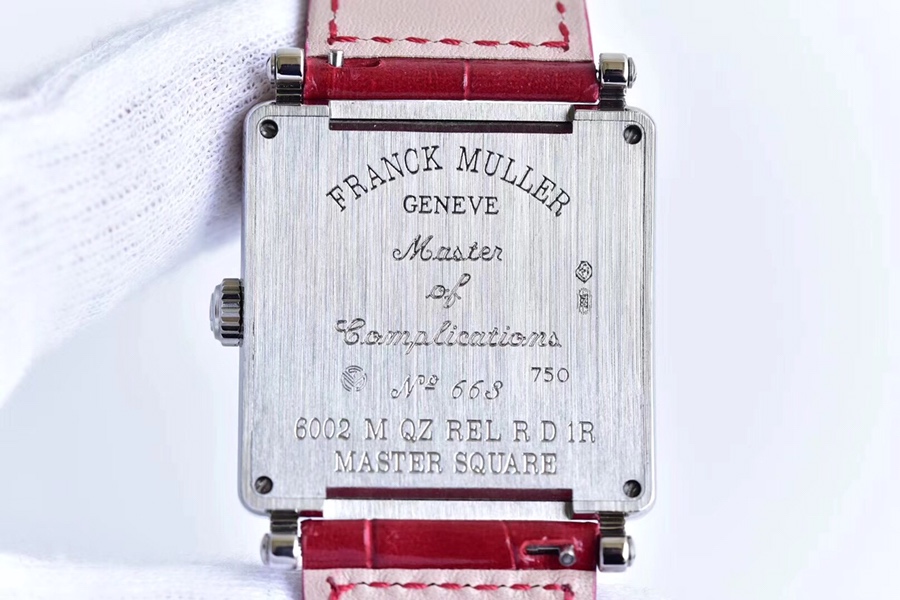 FRANCK MULLER
GENEVE
Master
of
Complications
750
Nº 663
6002 M QZ REL R D 1R
MASTER SQUARE